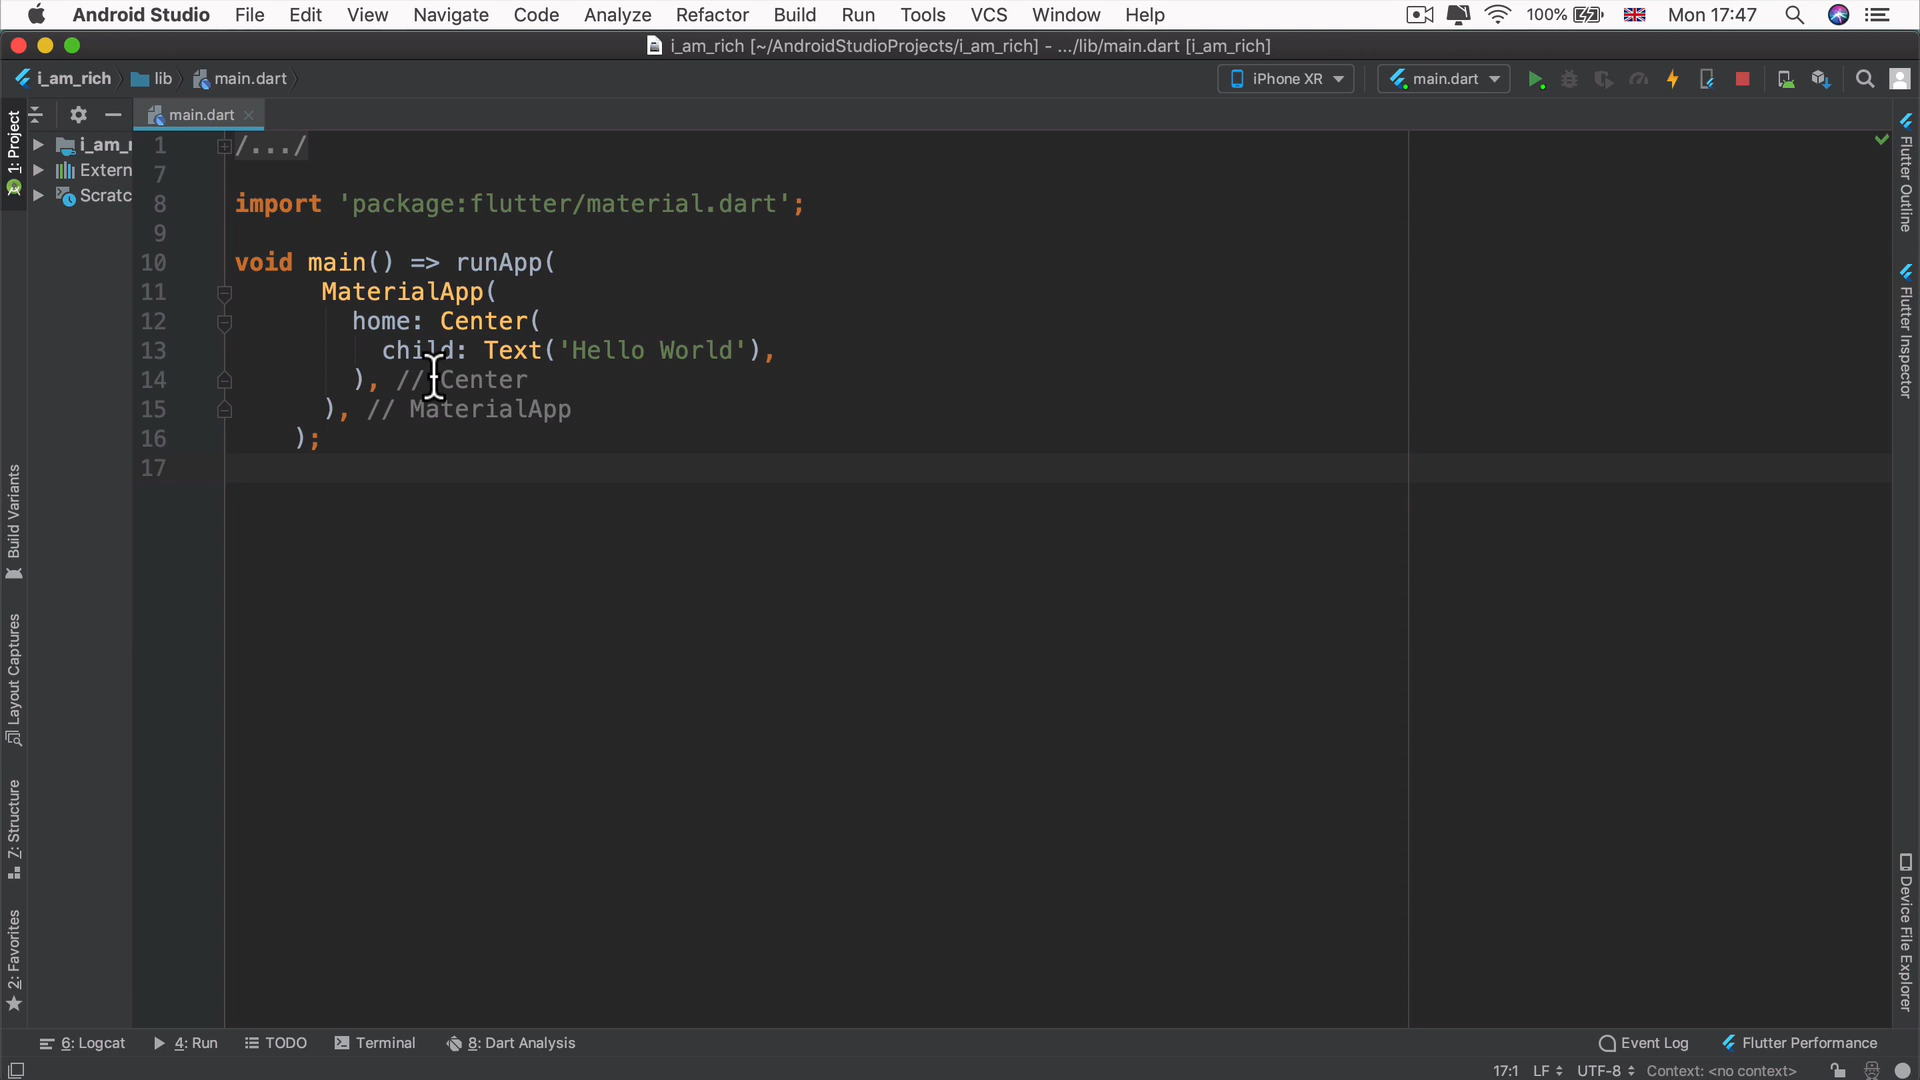 Android Studio File Edit View Navigate Code Analyze Refactor Build Run Tools VCS Window Help 100% Mon 17:47
i_am_rich [~/AndroidStudioProjects/i_am_rich] - .../lib/main.dart [i_am_rich]
i_am_rich lib main.dart iPhone XR main.dart
main.dart
1: Project
i_am_r
Extern
Scratc
1 /.../
7
8 import 'package:flutter/material.dart';
9
10 void main() => runApp(
11 MaterialApp(
12 home: Center(
13 child: Text('Hello World'),
14 ), // Center
15 ), // MaterialApp
16 );
17
Build Variants
Layout Captures
7: Structure
2: Favorites
Flutter Outline
Flutter Inspector
Device File Explorer
6: Logcat 4: Run TODO Terminal 8: Dart Analysis Event Log Flutter Performance
17:1 LF UTF-8 Context: <no context>